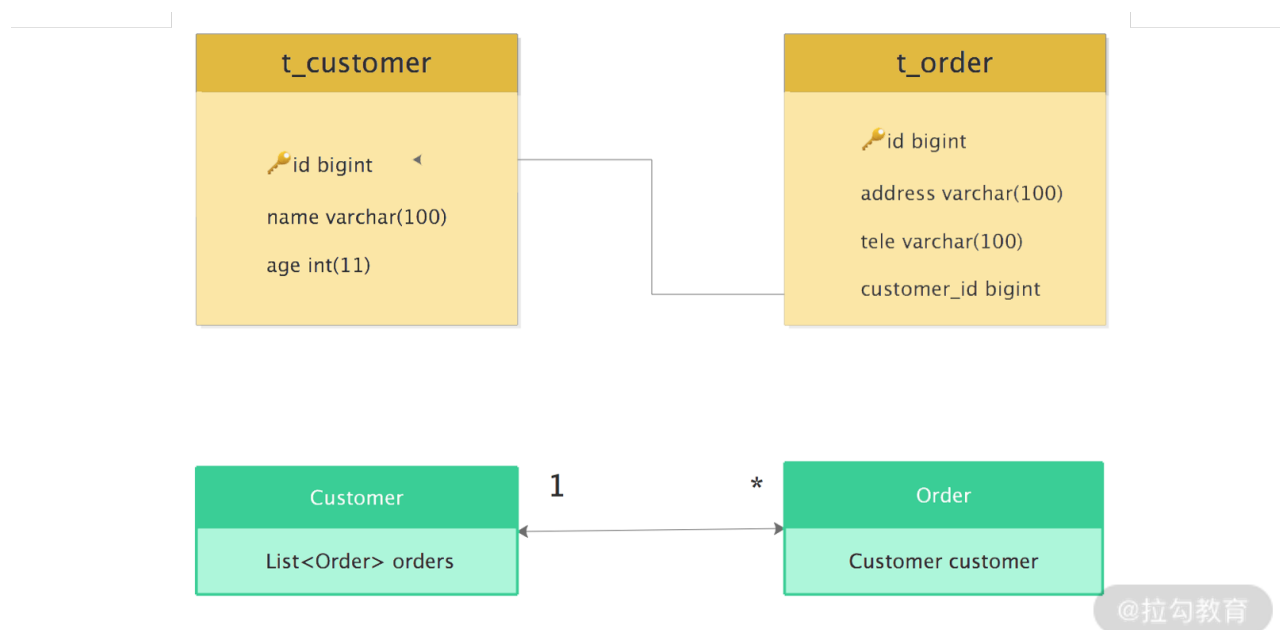 t_customer
id bigint
name varchar(100)
age int(11)
t_order
id bigint
address varchar(100)
tele varchar(100)
customer_id bigint
Customer
List<Order> orders
1
*
Order
Customer customer
@拉勾教育